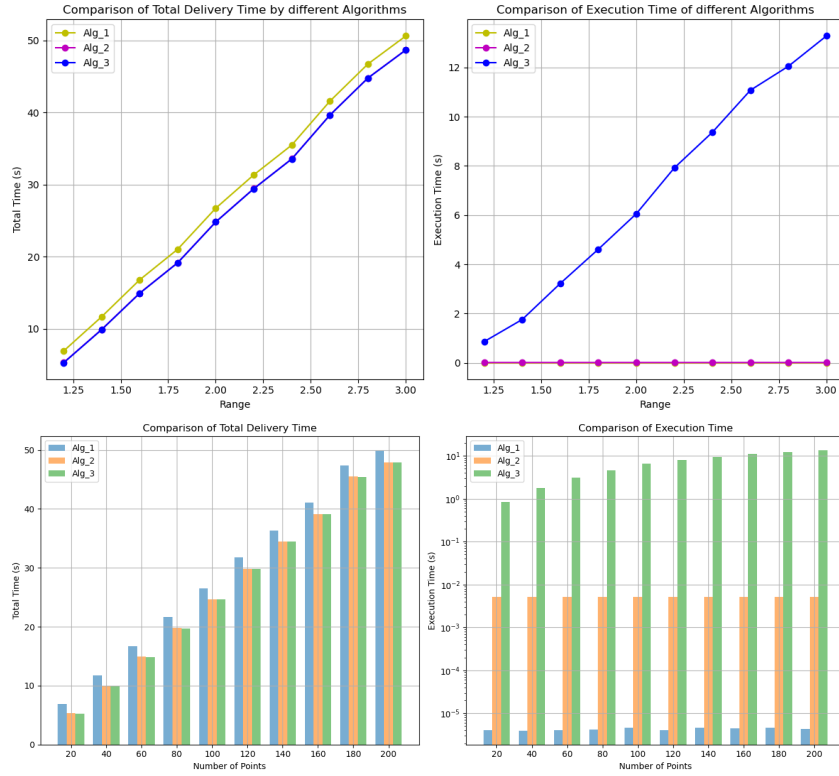 Comparison of Total Delivery Time by different Algorithms
Alg_1
Alg_2
Alg_3
50
40
30
20
10
Total Time (s)
1.25
1.50
1.75
2.00
2.25
2.50
2.75
3.00
Range
Comparison of Execution Time of different Algorithms
Alg_1
Alg_2
Alg_3
12
10
8
6
4
2
0
Execution Time (s)
1.25
1.50
1.75
2.00
2.25
2.50
2.75
3.00
Range
Comparison of Total Delivery Time
Alg_1
Alg_2
Alg_3
50
40
30
20
10
0
Total Time (s)
20
40
60
80
100
120
140
160
180
200
Number of Points
Comparison of Execution Time
Alg_1
Alg_2
Alg_3
10¹
10⁰
10⁻¹
10⁻²
10⁻³
10⁻⁴
10⁻⁵
Execution Time (s)
20
40
60
80
100
120
140
160
180
200
Number of Points